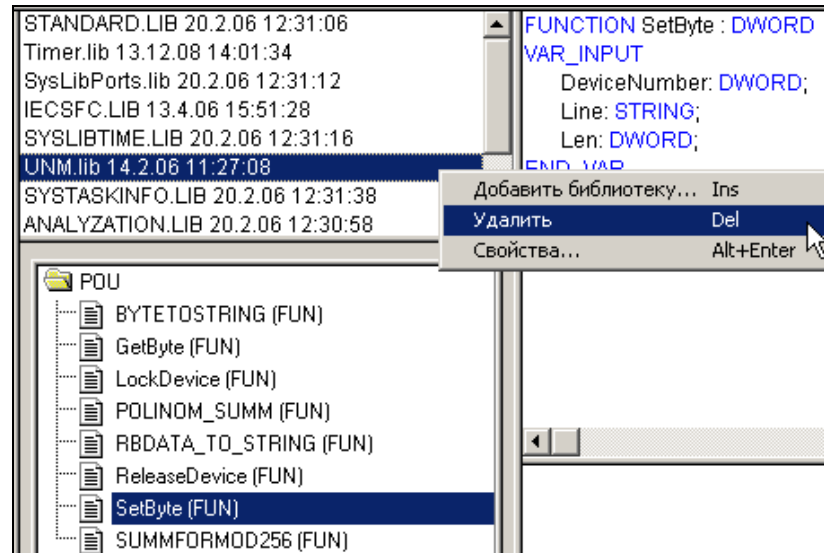 STANDARD.LIB 20.2.06 12:31:06
Timer.lib 13.12.08 14:01:34
SysLibPorts.lib 20.2.06 12:31:12
IECSFC.LIB 13.4.06 15:51:28
SYSLIBTIME.LIB 20.2.06 12:31:16
UNM.lib 14.2.06 11:27:08
SYSTASKINFO.LIB 20.2.06 12:31:38
ANALYZATION.LIB 20.2.06 12:30:58
FUNCTION SetByte : DWORD
VAR_INPUT
DeviceNumber: DWORD;
Line: STRING;
Len: DWORD;
END_VAR
Добавить библиотеку... Ins
Удалить Del
Свойства... Alt+Enter
POU
BYTETOSTRING (FUN)
GetByte (FUN)
LockDevice (FUN)
POLINOM_SUMM (FUN)
RBDATA_TO_STRING (FUN)
ReleaseDevice (FUN)
SetByte (FUN)
SUMMFORMOD256 (FUN)